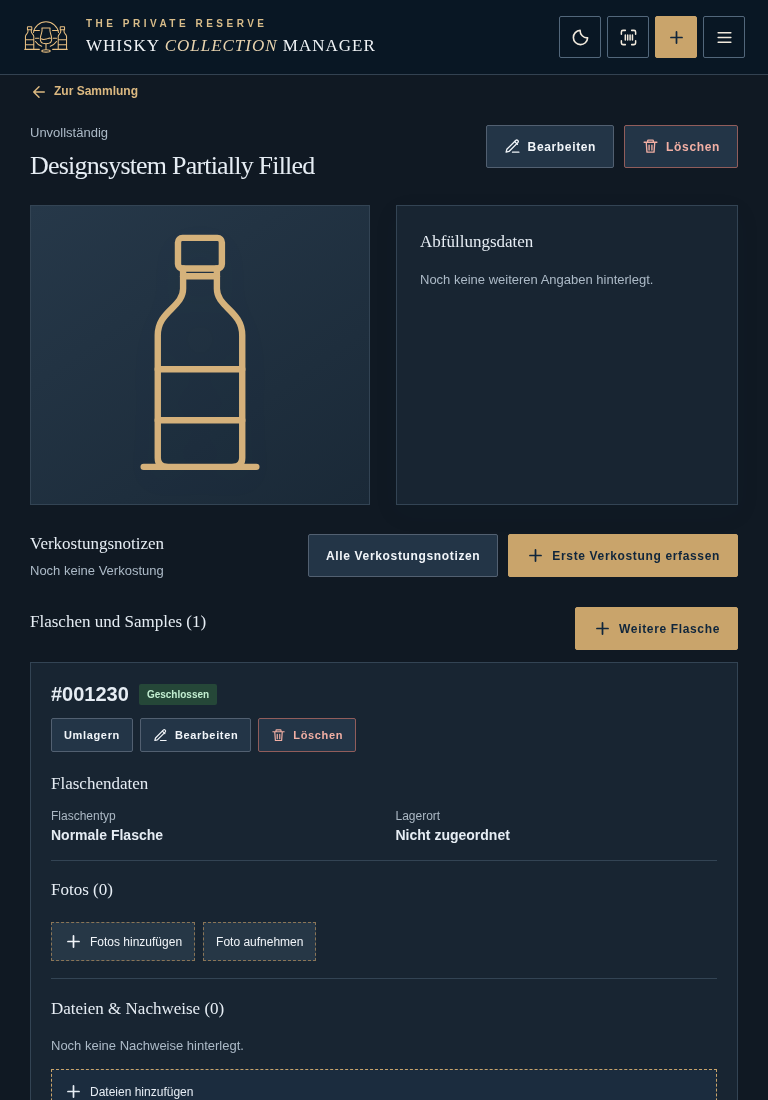 THE PRIVATE RESERVE
WHISKY COLLECTION MANAGER
Zur Sammlung
Unvollständig
Designsystem Partially Filled
Bearbeiten
Löschen
Abfüllungsdaten
Noch keine weiteren Angaben hinterlegt.
Verkostungsnotizen
Noch keine Verkostung
Alle Verkostungsnotizen
Erste Verkostung erfassen
Flaschen und Samples (1)
Weitere Flasche
#001230
Geschlossen
Umlagern
Bearbeiten
Löschen
Flaschendaten
Flaschentyp
Normale Flasche
Lagerort
Nicht zugeordnet
Fotos (0)
Fotos hinzufügen
Foto aufnehmen
Dateien & Nachweise (0)
Noch keine Nachweise hinterlegt.
Dateien hinzufügen